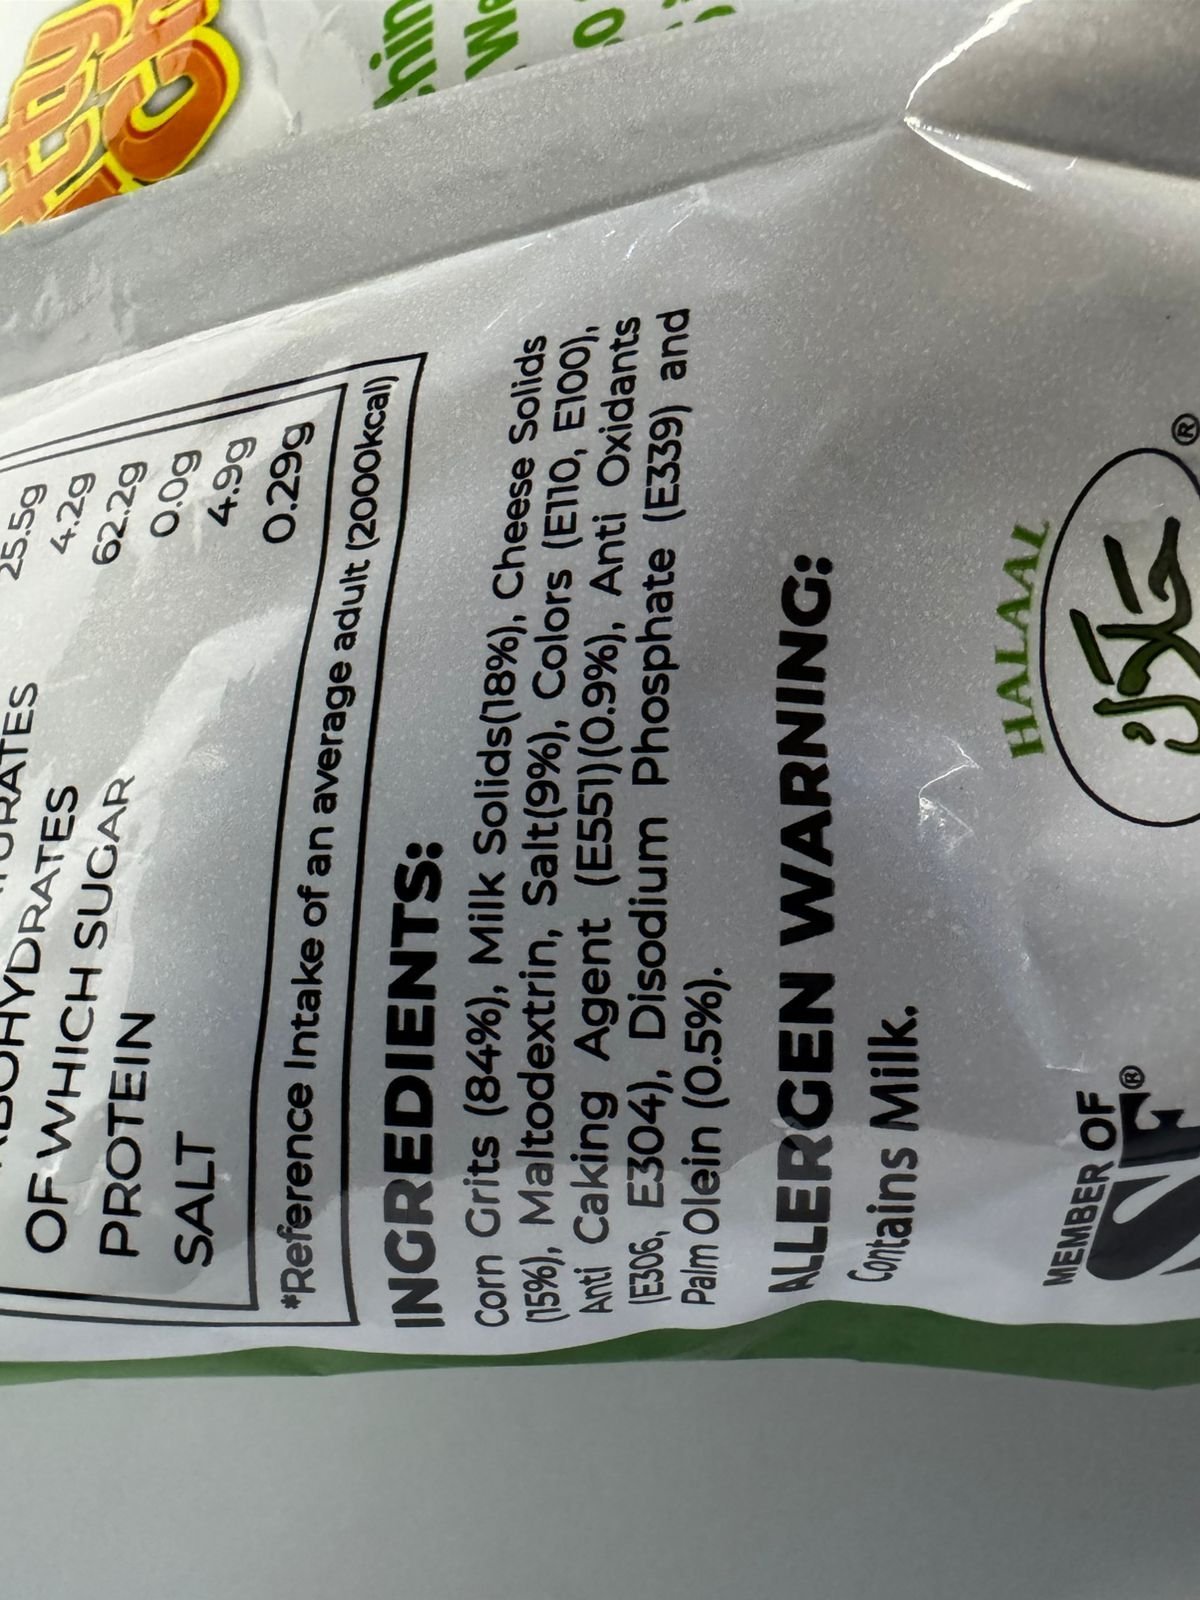 25.5g
4.2g
CARBOHYDRATES 62.2g
OF WHICH SUGAR 0.0g
PROTEIN 4.9g
SALT 0.29g
*Reference Intake of an average adult (2000kcal)
INGREDIENTS:
Corn Grits (84%), Milk Solids(18%), Cheese Solids
(15%), Maltodextrin, Salt(9%), Colors (E110, E100),
Anti Caking Agent (E551)(0.9%), Anti Oxidants
(E306, E304), Disodium Phosphate (E339) and
Palm Olein (0.5%).
ALLERGEN WARNING:
Contains Milk.
MEMBER OF
SF®
HALAAL
حلال
®